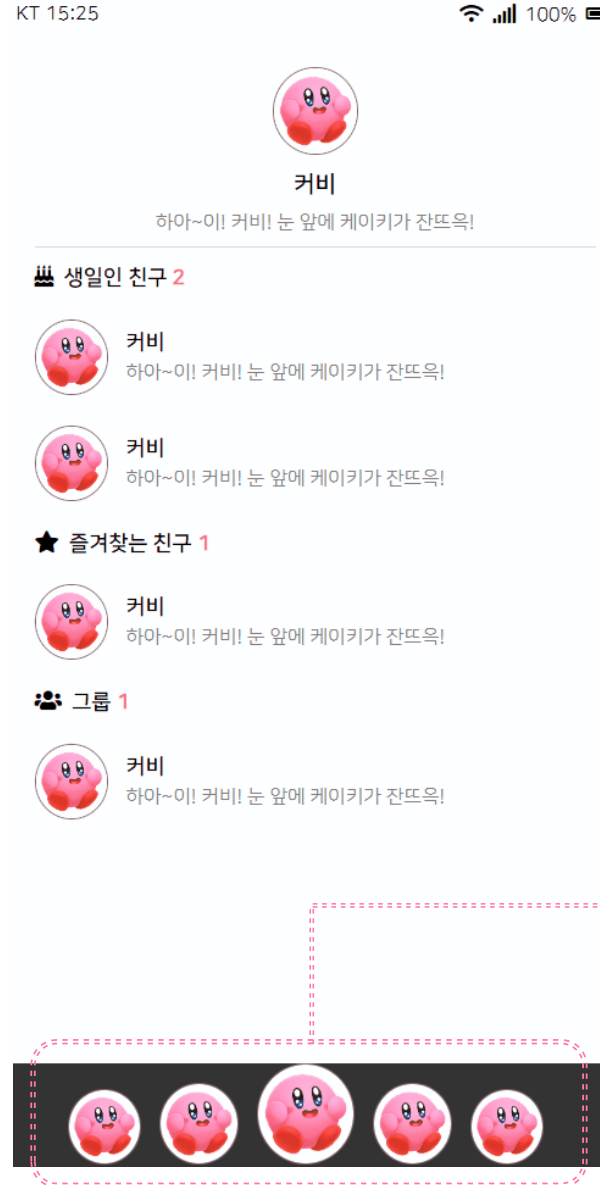 KT 15:25 100%
커비
하아~이! 커비! 눈 앞에 케이키가 잔뜨윽!
생일인 친구 2
커비
하아~이! 커비! 눈 앞에 케이키가 잔뜨윽!
커비
하아~이! 커비! 눈 앞에 케이키가 잔뜨윽!
즐겨찾는 친구 1
커비
하아~이! 커비! 눈 앞에 케이키가 잔뜨윽!
그룹 1
커비
하아~이! 커비! 눈 앞에 케이키가 잔뜨윽!